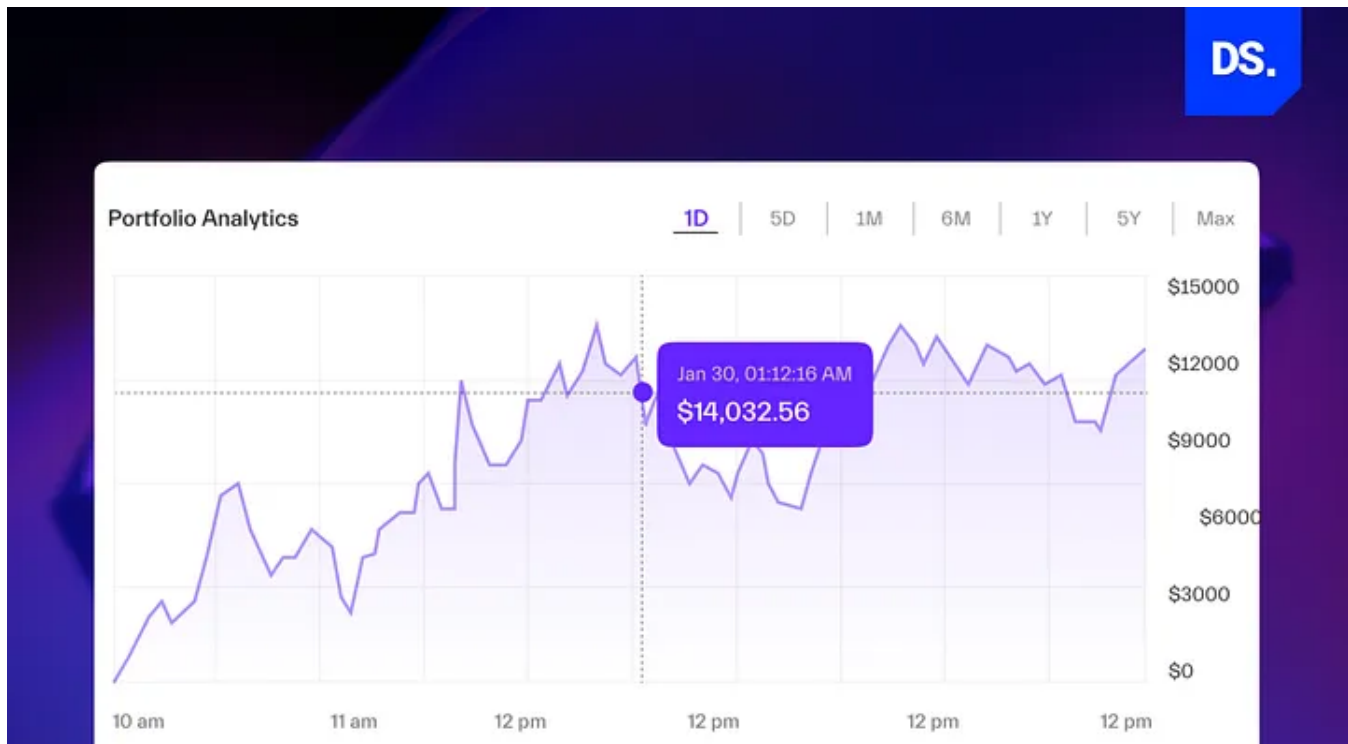 DS.
Portfolio Analytics
1D 5D 1M 6M 1Y 5Y Max
$15000
Jan 30, 01:12:16 AM
$14,032.56
$12000
$9000
$6000
$3000
$0
10 am 11 am 12 pm 12 pm 12 pm 12 pm